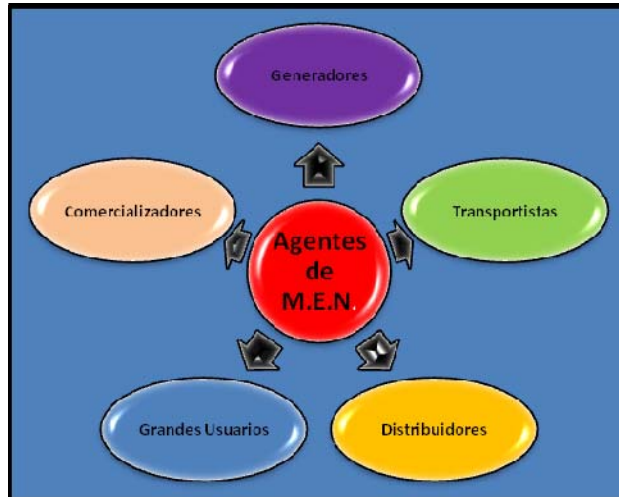 Generadores
Comercializadores
Transportistas
Agentes
de
M.E.N.
Grandes Usuarios
Distribuidores